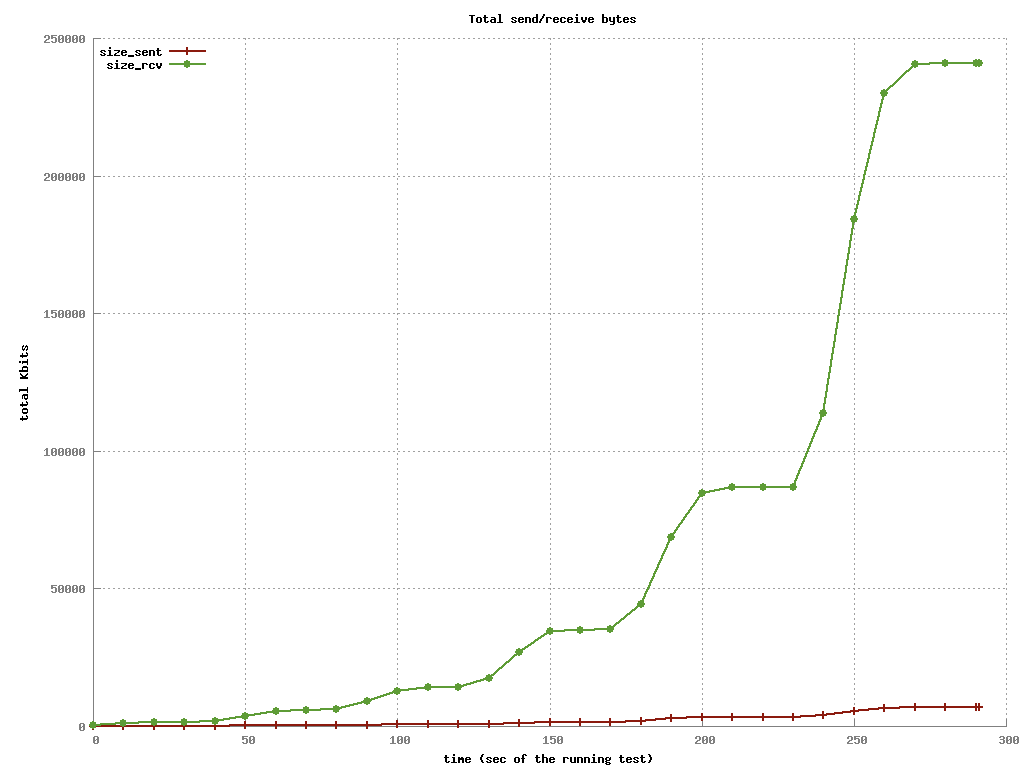 Total send/receive bytes
size_sent
size_rcv
250000
200000
150000
100000
50000
0
total Kbits
0 50 100 150 200 250 300
time (sec of the running test)